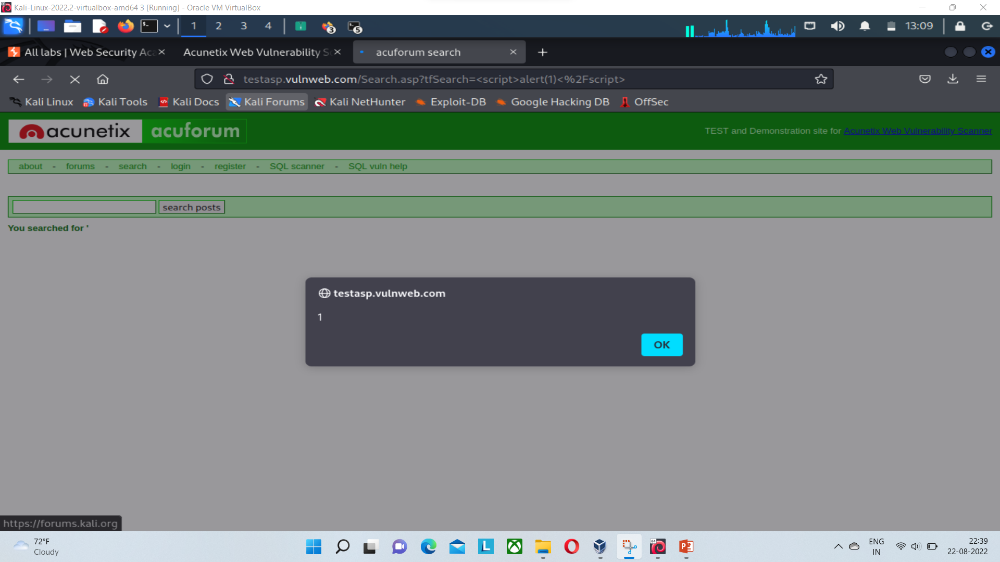 Kali-Linux-2022.2-virtualbox-amd64 3 [Running] - Oracle VM VirtualBox
1 2 3 4 3 5 13:09
All labs | Web Security Aca Acunetix Web Vulnerability Sc acuforum search
testasp.vulnweb.com/Search.asp?tfSearch=<script>alert(1)<%2Fscript>
Kali Linux Kali Tools Kali Docs Kali Forums Kali NetHunter Exploit-DB Google Hacking DB OffSec
acunetix acuforum TEST and Demonstration site for Acunetix Web Vulnerability Scanner
about - forums - search - login - register - SQL scanner - SQL vuln help
search posts
You searched for '
testasp.vulnweb.com
1
OK
https://forums.kali.org
72°F
Cloudy
ENG
IN
22:39
22-08-2022